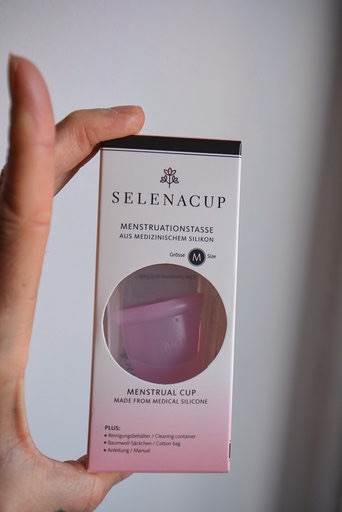 SELENACUP
MENSTRUATIONSTASSE
AUS MEDIZINISCHEM SILIKON
Grösse M Size
MENSTRUAL CUP
MADE FROM MEDICAL SILICONE
PLUS:
• Reinigungsbehälter / Cleaning container
• Baumwoll-Säckchen / Cotton bag
• Anleitung / Manual